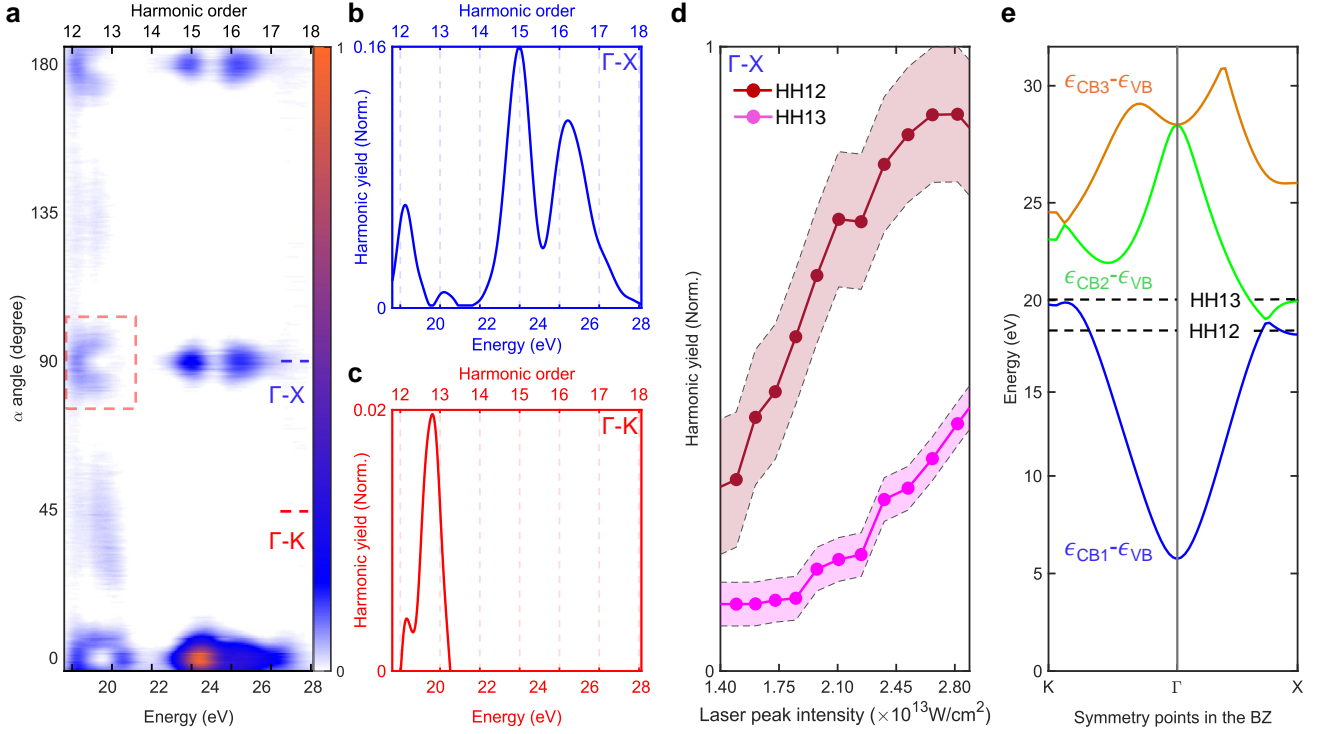 a
Harmonic order
12 13 14 15 16 17 18
α angle (degree)
180
135
90
45
0
Γ-X
Γ-K
1
0
20 22 24 26 28
Energy (eV)
b
Harmonic order
12 13 14 15 16 17 18
Harmonic yield (Norm.)
0.16
0
Γ-X
20 22 24 26 28
Energy (eV)
c
Harmonic order
12 13 14 15 16 17 18
Harmonic yield (Norm.)
0.02
0
Γ-K
20 22 24 26 28
Energy (eV)
d
Harmonic yield (Norm.)
1
0
Γ-X
HH12
HH13
1.40 1.75 2.10 2.45 2.80
Laser peak intensity (×10¹³W/cm²)
e
Energy (eV)
30
25
20
15
10
5
0
ϵCB3-ϵVB
ϵCB2-ϵVB
HH13
HH12
ϵCB1-ϵVB
K Γ X
Symmetry points in the BZ